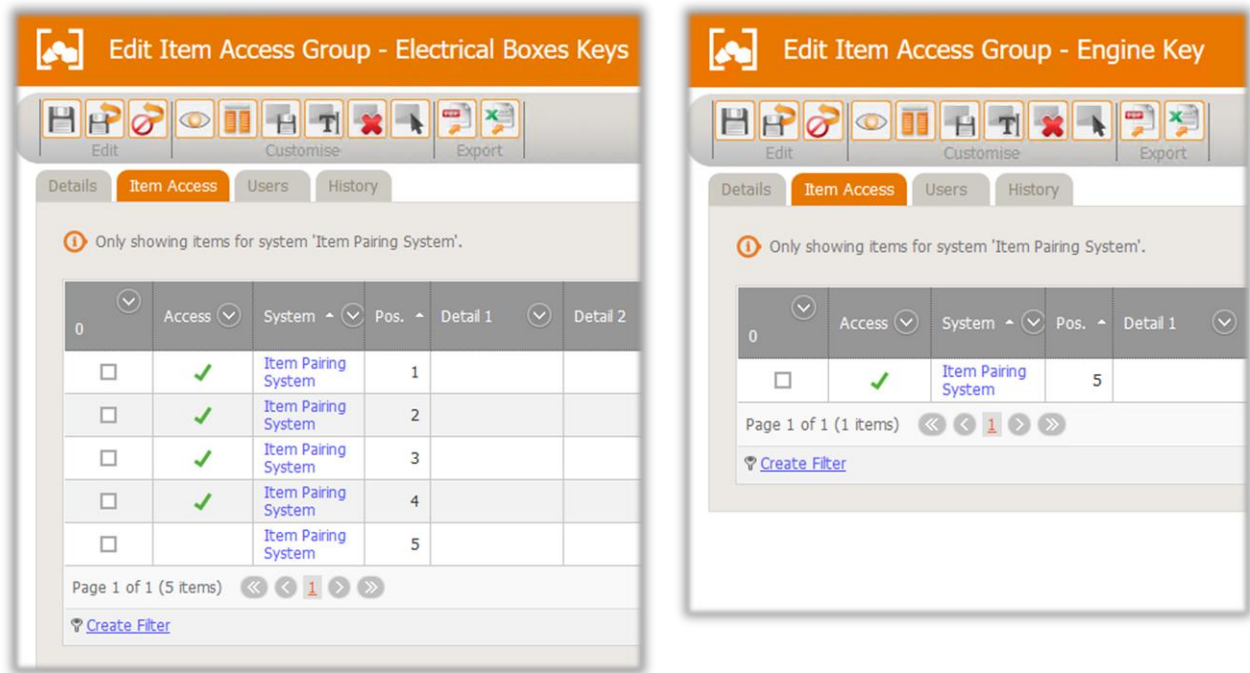 Edit Item Access Group - Electrical Boxes Keys
Edit
Customise
Export
Details Item Access Users History
Only showing items for system 'Item Pairing System'.
0 Access System Pos. Detail 1 Detail 2
Item Pairing System 1
Item Pairing System 2
Item Pairing System 3
Item Pairing System 4
Item Pairing System 5
Page 1 of 1 (5 items) 1
Create Filter
Edit Item Access Group - Engine Key
Edit
Customise
Export
Details Item Access Users History
Only showing items for system 'Item Pairing System'.
0 Access System Pos. Detail 1
Item Pairing System 5
Page 1 of 1 (1 items) 1
Create Filter